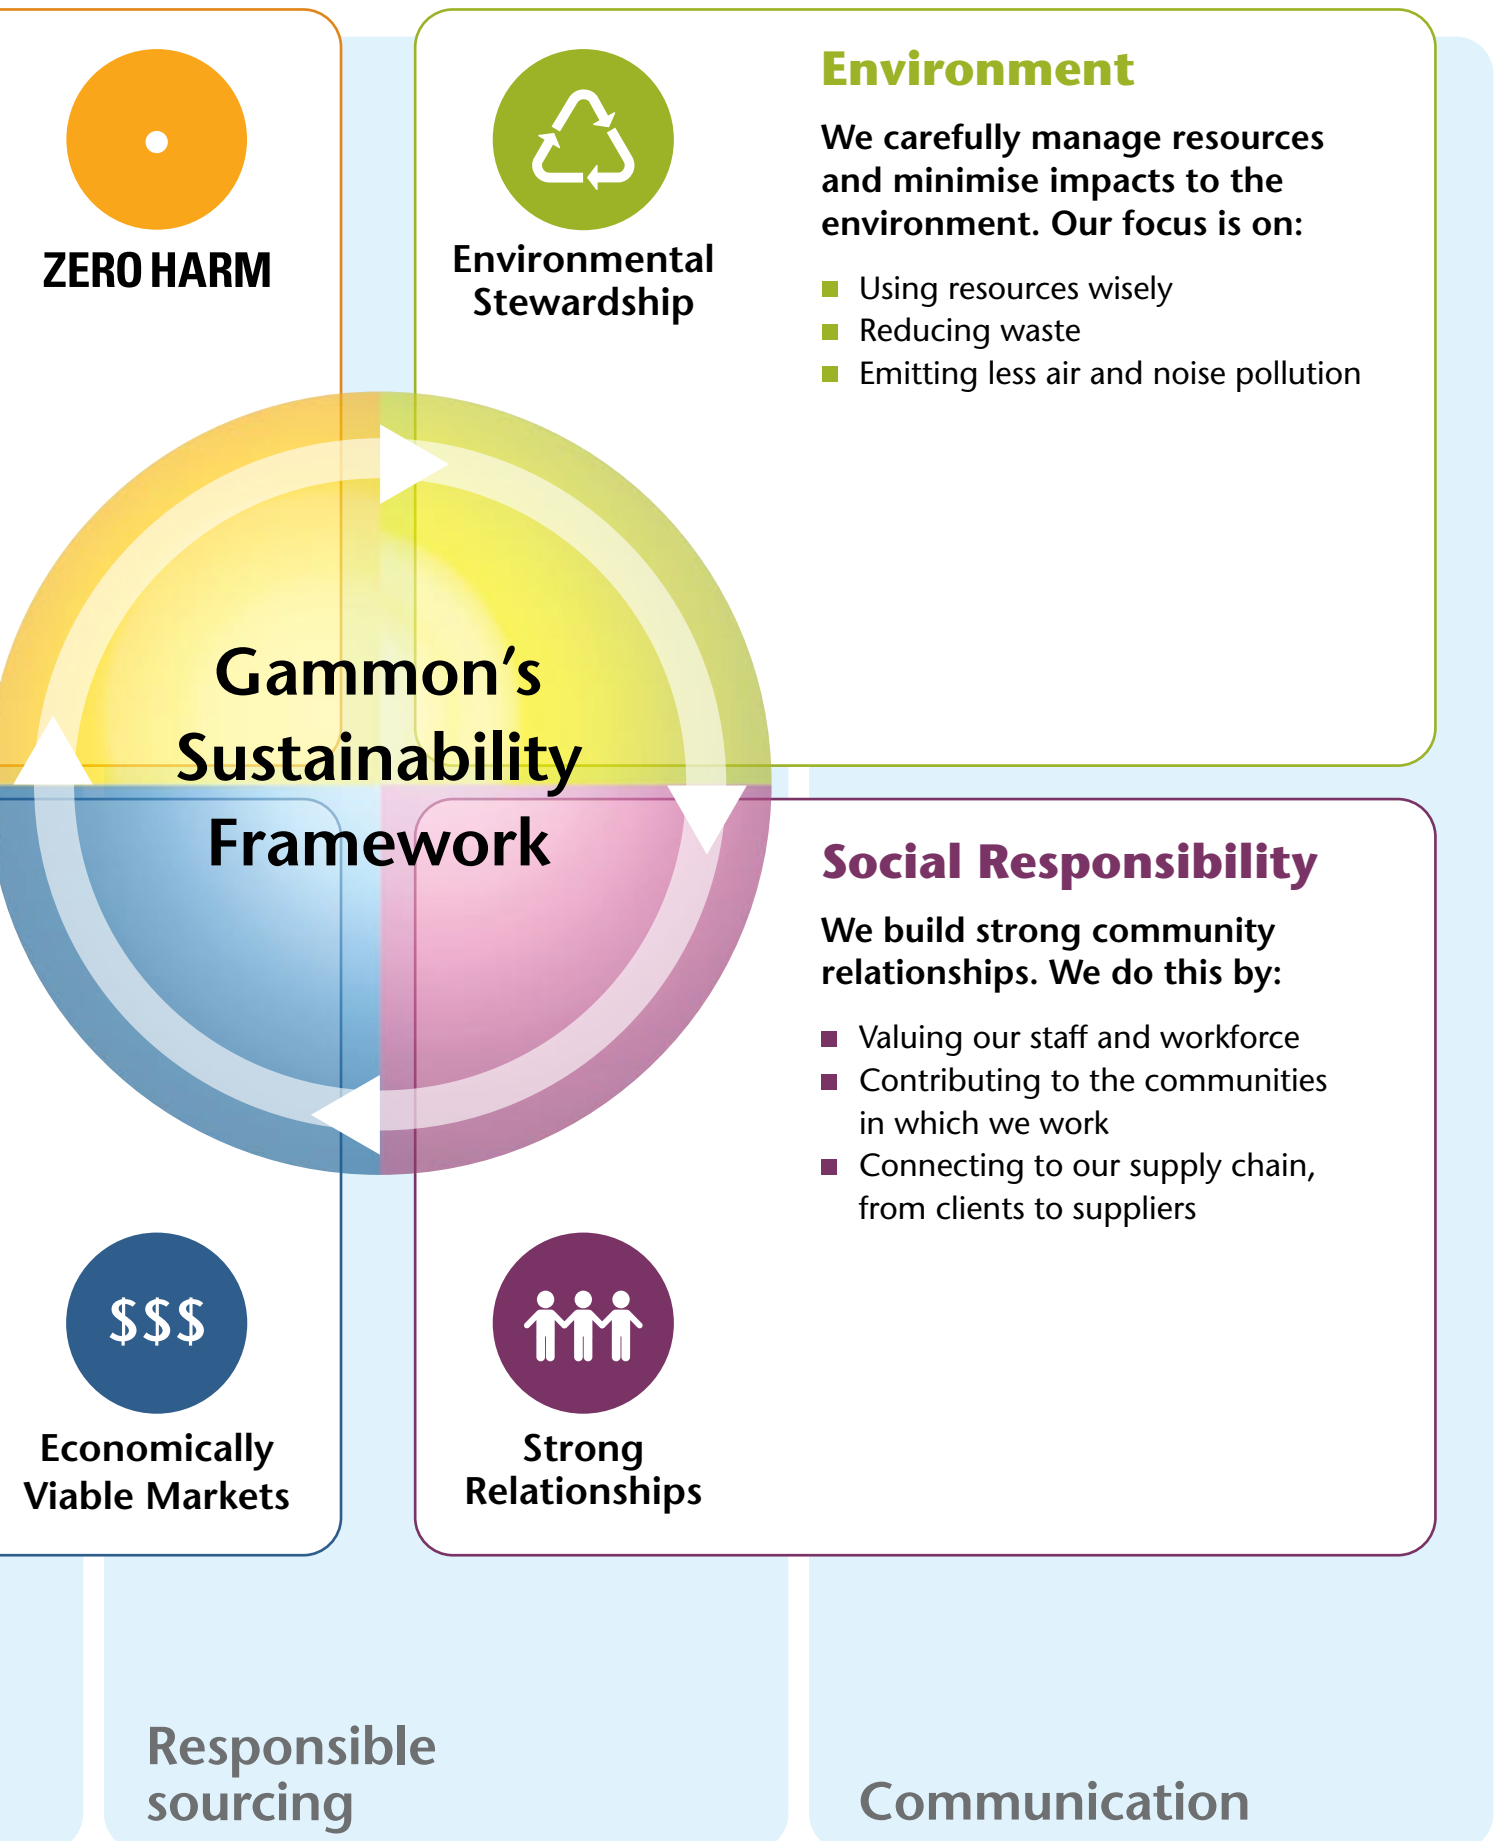 ZERO HARM
Environmental
Stewardship
Environment
We carefully manage resources
and minimise impacts to the
environment. Our focus is on:
Using resources wisely
Reducing waste
Emitting less air and noise pollution
Gammon’s
Sustainability
Framework
Social Responsibility
We build strong community
relationships. We do this by:
Valuing our staff and workforce
Contributing to the communities
in which we work
Connecting to our supply chain,
from clients to suppliers
$$$
Economically
Viable Markets
Strong
Relationships
Responsible
sourcing
Communication